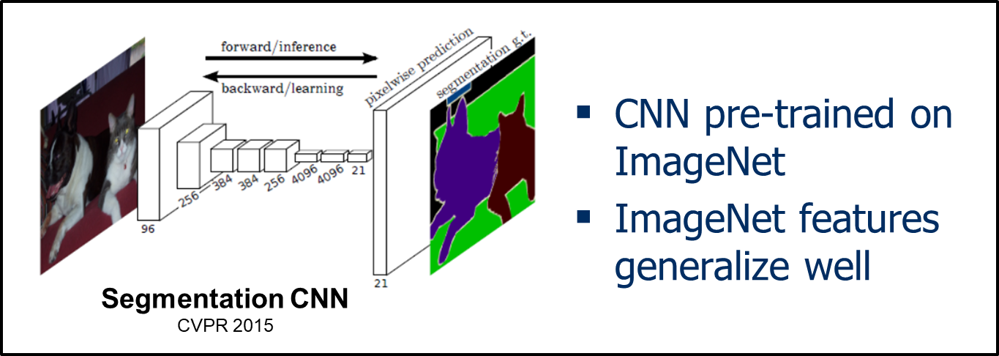 forward/inference
backward/learning
pixelwise prediction
segmentation g.t.
96
256
384
384
256
4096
4096
21
21
Segmentation CNN
CVPR 2015
▪ CNN pre-trained on
ImageNet
▪ ImageNet features
generalize well